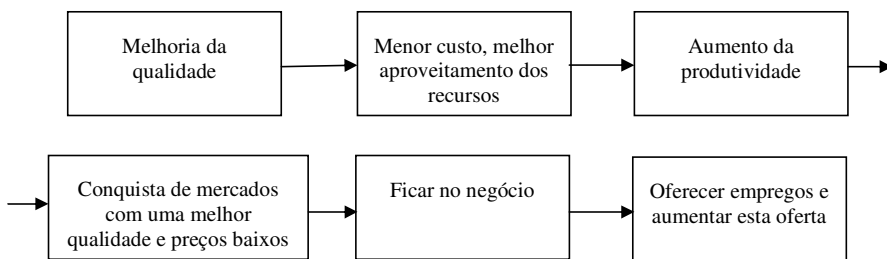 Melhoria da
qualidade
Menor custo, melhor
aproveitamento dos
recursos
Aumento da
produtividade
Conquista de mercados
com uma melhor
qualidade e preços baixos
Ficar no negócio
Oferecer empregos e
aumentar esta oferta